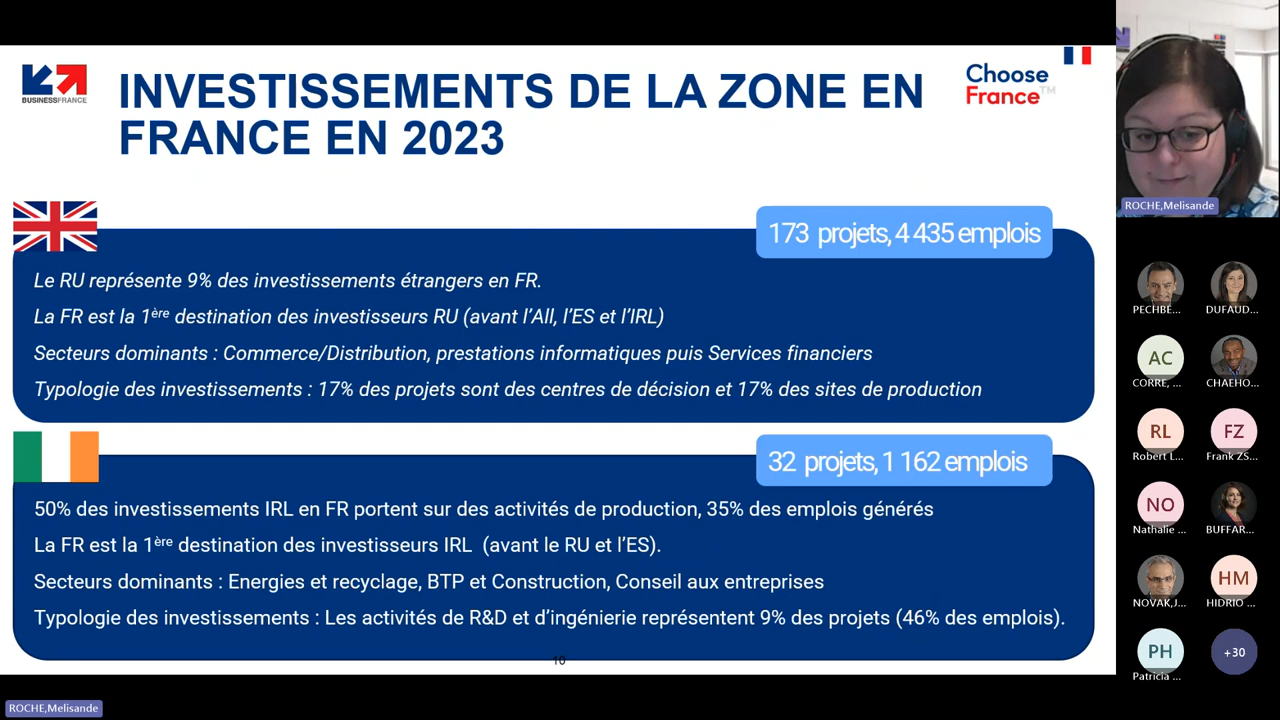 BUSINESSFRANCE
INVESTISSEMENTS DE LA ZONE EN
FRANCE EN 2023
Choose
France™
173 projets, 4 435 emplois
Le RU représente 9% des investissements étrangers en FR.
La FR est la 1ère destination des investisseurs RU (avant l’All, l’ES et l’IRL)
Secteurs dominants : Commerce/Distribution, prestations informatiques puis Services financiers
Typologie des investissements : 17% des projets sont des centres de décision et 17% des sites de production
32 projets, 1 162 emplois
50% des investissements IRL en FR portent sur des activités de production, 35% des emplois générés
La FR est la 1ère destination des investisseurs IRL (avant le RU et l’ES).
Secteurs dominants : Energies et recyclage, BTP et Construction, Conseil aux entreprises
Typologie des investissements : Les activités de R&D et d’ingénierie représentent 9% des projets (46% des emplois).
10
ROCHE,Melisande
PECHBE...
DUFAUD...
AC
CORRE, ...
CHAEHO...
RL
Robert L...
FZ
Frank ZS...
NO
Nathalie ...
BUFFAR...
NOVAK,J...
HM
HIDRIO ...
PH
Patricia ...
+30
ROCHE,Melisande